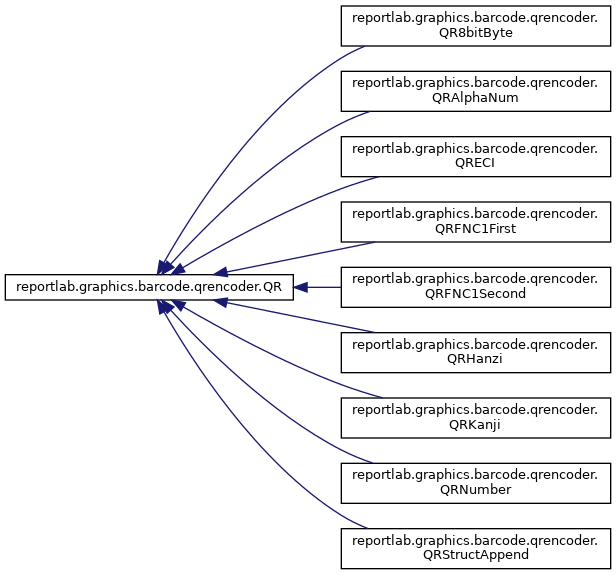 reportlab.graphics.barcode.qrencoder.
QR8bitByte
reportlab.graphics.barcode.qrencoder.
QRAlphaNum
reportlab.graphics.barcode.qrencoder.
QRECI
reportlab.graphics.barcode.qrencoder.
QRFNC1First
reportlab.graphics.barcode.qrencoder.QR
reportlab.graphics.barcode.qrencoder.
QRFNC1Second
reportlab.graphics.barcode.qrencoder.
QRHanzi
reportlab.graphics.barcode.qrencoder.
QRKanji
reportlab.graphics.barcode.qrencoder.
QRNumber
reportlab.graphics.barcode.qrencoder.
QRStructAppend